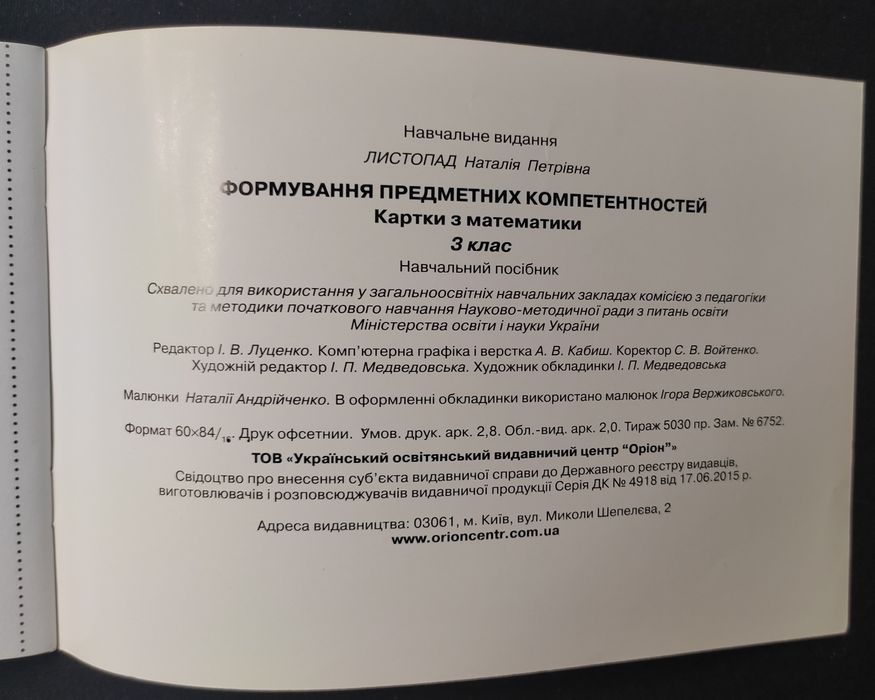 Навчальне видання
ЛИСТОПАД Наталія Петрівна
ФОРМУВАННЯ ПРЕДМЕТНИХ КОМПЕТЕНТНОСТЕЙ
Картки з математики
3 клас
Навчальний посібник
Схвалено для використання у загальноосвітніх навчальних закладах комісією з педагогіки
та методики початкового навчання Науково-методичної ради з питань освіти
Міністерства освіти і науки України
Редактор І. В. Луценко. Комп’ютерна графіка і верстка А. В. Кабиш. Коректор С. В. Войтенко.
Художній редактор І. П. Медведовська. Художник обкладинки І. П. Медведовська
Малюнки Наталії Андрійченко. В оформленні обкладинки використано малюнок Ігора Вержиковського.
Формат 60×84/16. Друк офсетний. Умов. друк. арк. 2,8. Обл.-вид. арк. 2,0. Тираж 5030 пр. Зам. № 6752.
ТОВ «Український освітянський видавничий центр “Оріон”»
Свідоцтво про внесення суб’єкта видавничої справи до Державного реєстру видавців,
виготовлювачів і розповсюджувачів видавничої продукції Серія ДК № 4918 від 17.06.2015 р.
Адреса видавництва: 03061, м. Київ, вул. Миколи Шепелєва, 2
www.orioncentr.com.ua